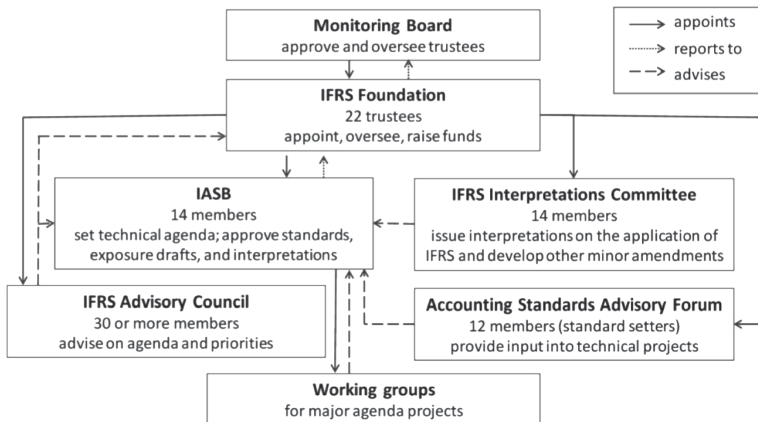 Monitoring Board
approve and oversee trustees
appoints
reports to
advises
IFRS Foundation
22 trustees
appoint, oversee, raise funds
IASB
14 members
set technical agenda; approve standards,
exposure drafts, and interpretations
IFRS Interpretations Committee
14 members
issue interpretations on the application of
IFRS and develop other minor amendments
IFRS Advisory Council
30 or more members
advise on agenda and priorities
Accounting Standards Advisory Forum
12 members (standard setters)
provide input into technical projects
Working groups
for major agenda projects